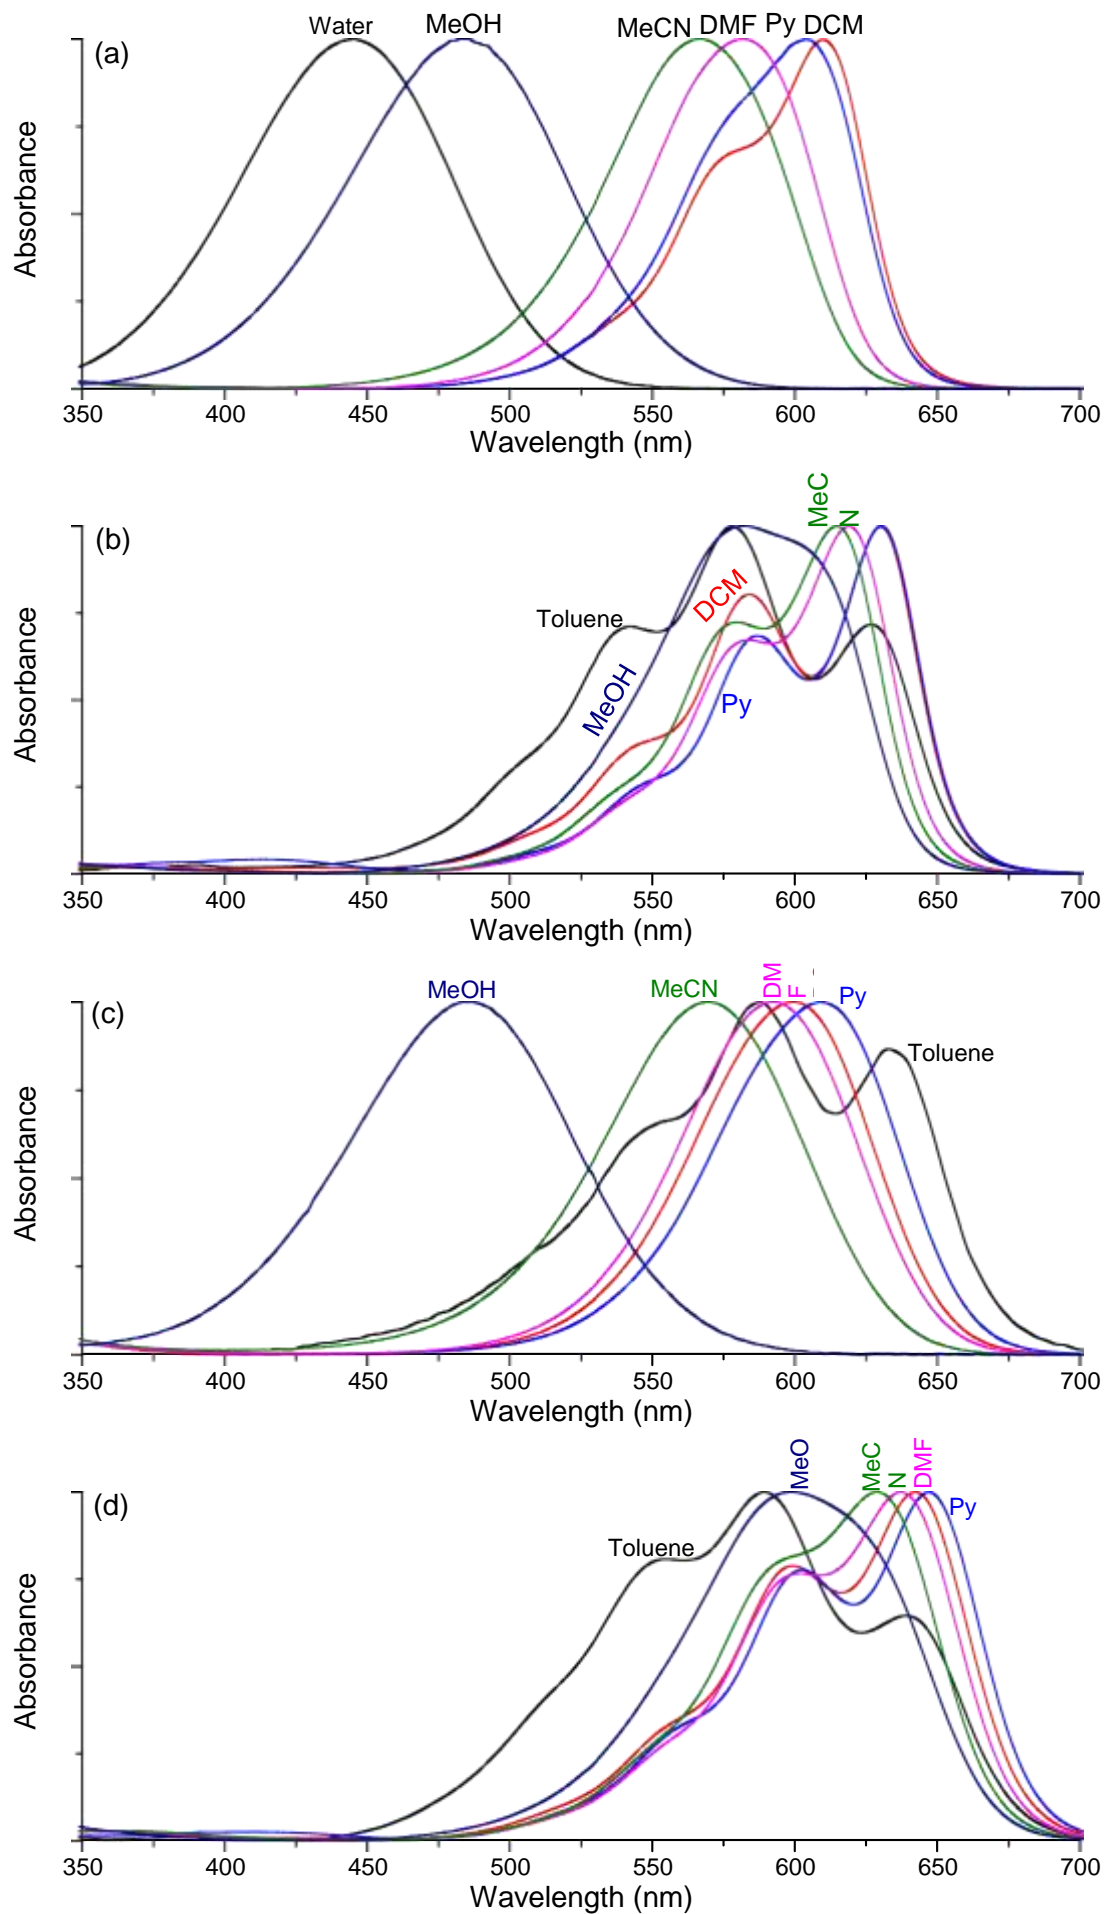 Water MeOH MeCN DMF Py DCM
(a)
Absorbance
350 400 450 500 550 600 650 700
Wavelength (nm)
MeC
N
(b)
DCM
Toluene
MeOH
Py
Absorbance
350 400 450 500 550 600 650 700
Wavelength (nm)
DM
F
MeOH MeCN Py
(c)
Toluene
Absorbance
350 400 450 500 550 600 650 700
Wavelength (nm)
MeO
MeC
N
DMF
(d)
Py
Toluene
Absorbance
350 400 450 500 550 600 650 700
Wavelength (nm)